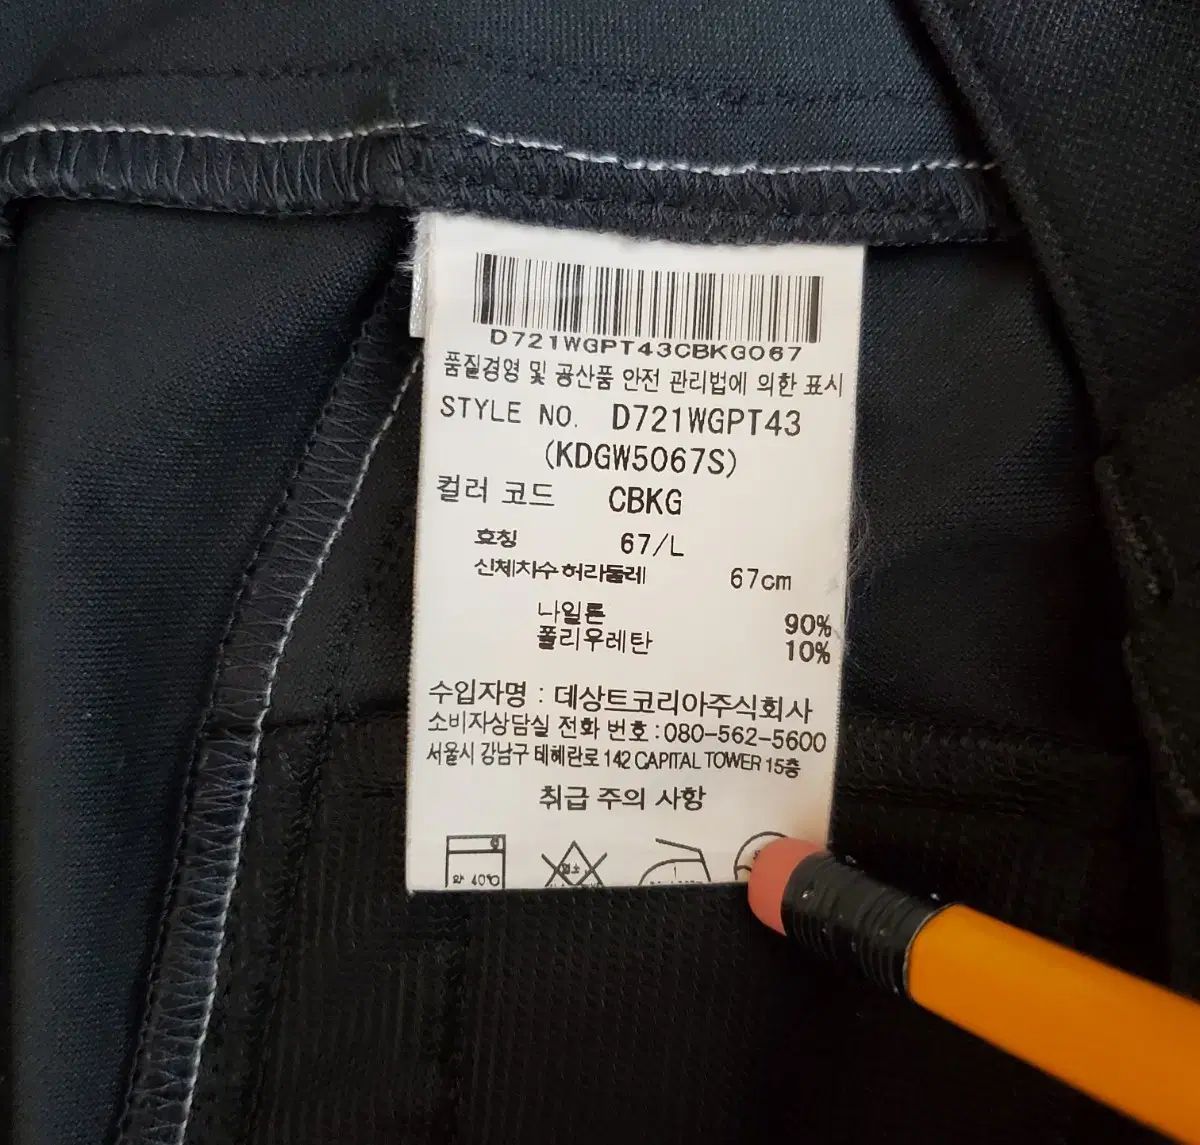 D721WGPT43CBKG067
품질경영 및 공산품 안전 관리법에 의한 표시
STYLE NO. D721WGPT43
(KDGW5067S)
컬러 코드 CBKG
호칭 67/L
신체치수 허리둘레 67cm
나일론 90%
폴리우레탄 10%
수입자명 : 데상트코리아주식회사
소비자상담실 전화 번호 : 080-562-5600
서울시 강남구 테헤란로 142 CAPITAL TOWER 15층
취급 주의 사항
약 40℃ 염소